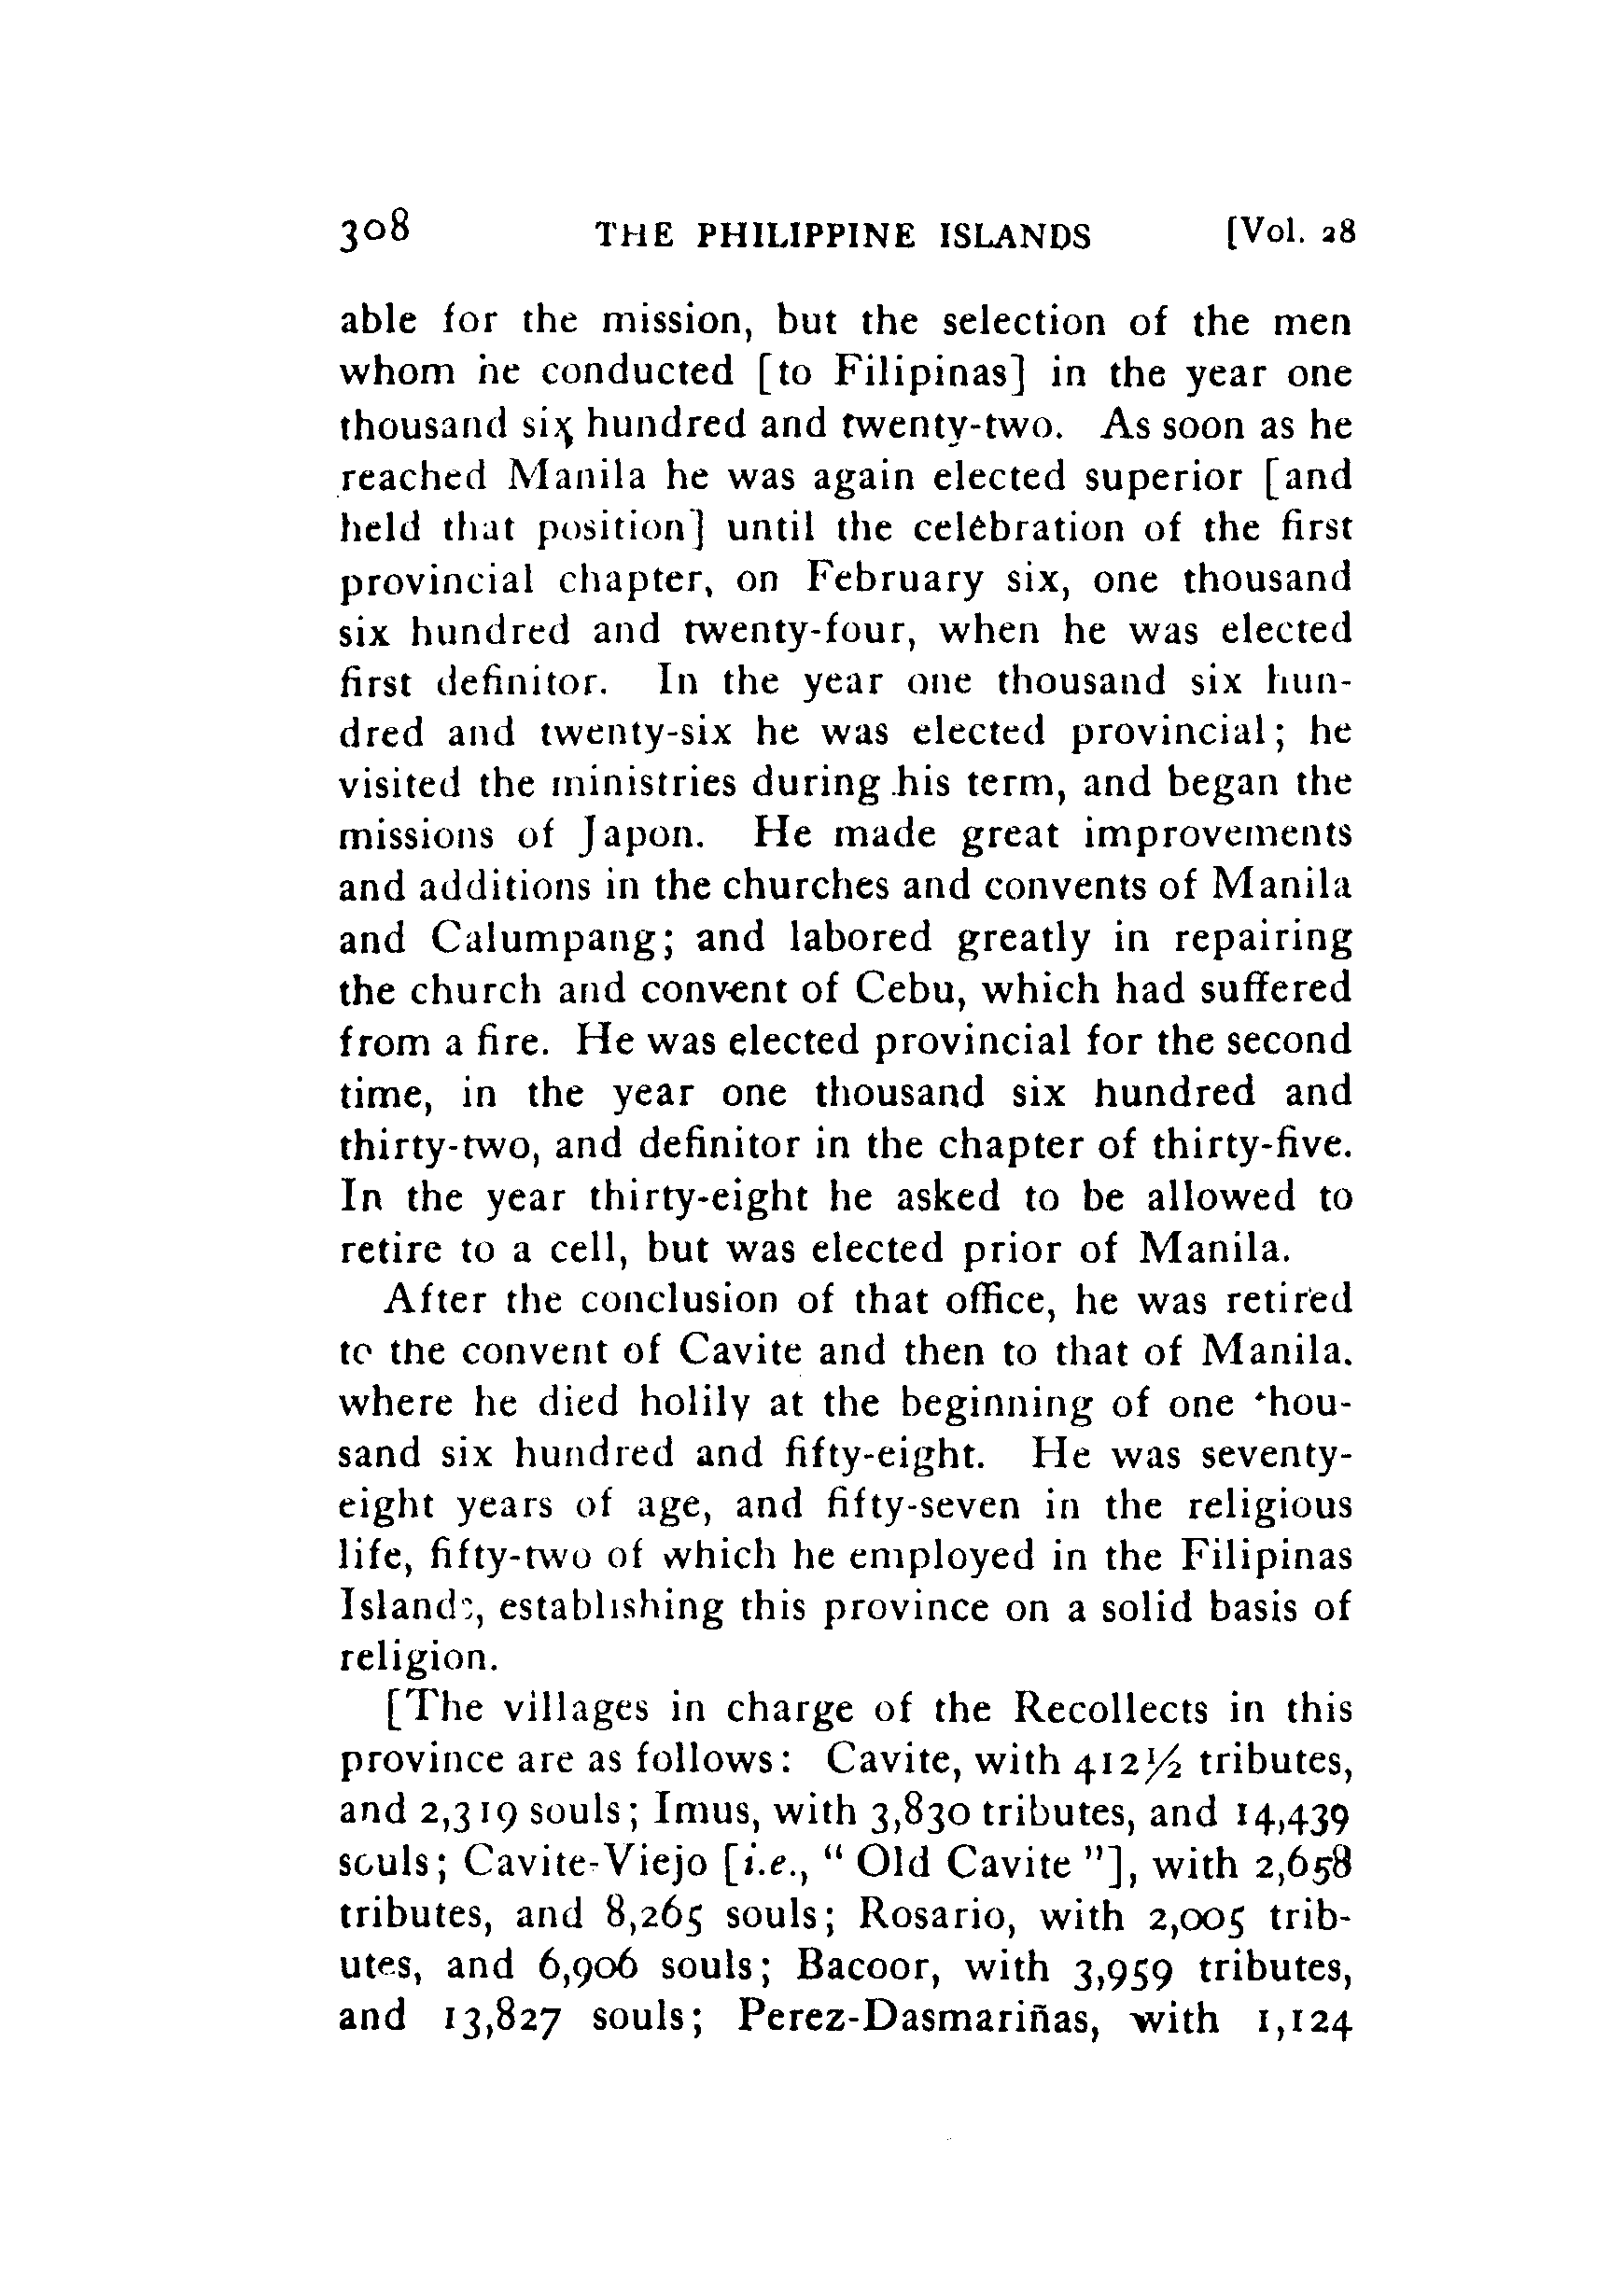 308 THE PHILIPPINE ISLANDS [Vol. 28
able for the mission, but the selection of the men
whom he conducted [to Filipinas] in the year one
thousand six hundred and twenty-two. As soon as he
reached Manila he was again elected superior [and
held that position] until the celebration of the first
provincial chapter, on February six, one thousand
six hundred and twenty-four, when he was elected
first definitor. In the year one thousand six hun-
dred and twenty-six he was elected provincial; he
visited the ministries during his term, and began the
missions of Japon. He made great improvements
and additions in the churches and convents of Manila
and Calumpang; and labored greatly in repairing
the church and convent of Cebu, which had suffered
from a fire. He was elected provincial for the second
time, in the year one thousand six hundred and
thirty-two, and definitor in the chapter of thirty-five.
In the year thirty-eight he asked to be allowed to
retire to a cell, but was elected prior of Manila.
After the conclusion of that office, he was retired
to the convent of Cavite and then to that of Manila.
where he died holily at the beginning of one thou-
sand six hundred and fifty-eight. He was seventy-
eight years of age, and fifty-seven in the religious
life, fifty-two of which he employed in the Filipinas
Islands, establishing this province on a solid basis of
religion.
[The villages in charge of the Recollects in this
province are as follows: Cavite, with 412½ tributes,
and 2,319 souls; Imus, with 3,830 tributes, and 14,439
souls; Cavite-Viejo [i.e., " Old Cavite "], with 2,658
tributes, and 8,265 souls; Rosario, with 2,005 trib-
utes, and 6,906 souls; Bacoor, with 3,959 tributes,
and 13,827 souls; Perez-Dasmariñas, with 1,124